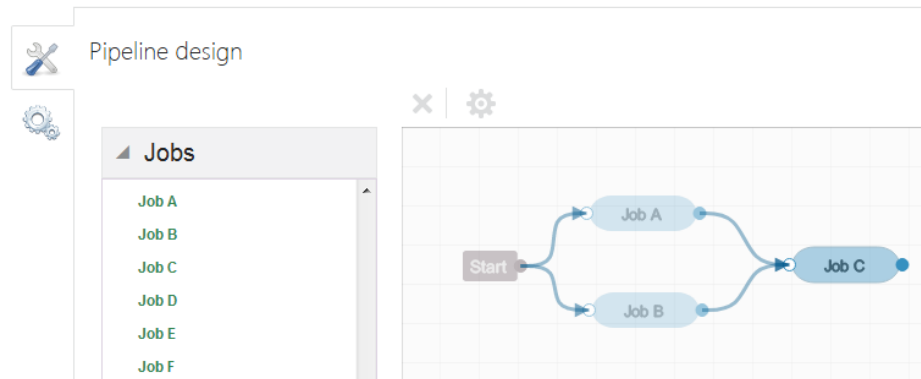 Pipeline design
Jobs
Job A
Job B
Job C
Job D
Job E
Job F
Start
Job A
Job B
Job C